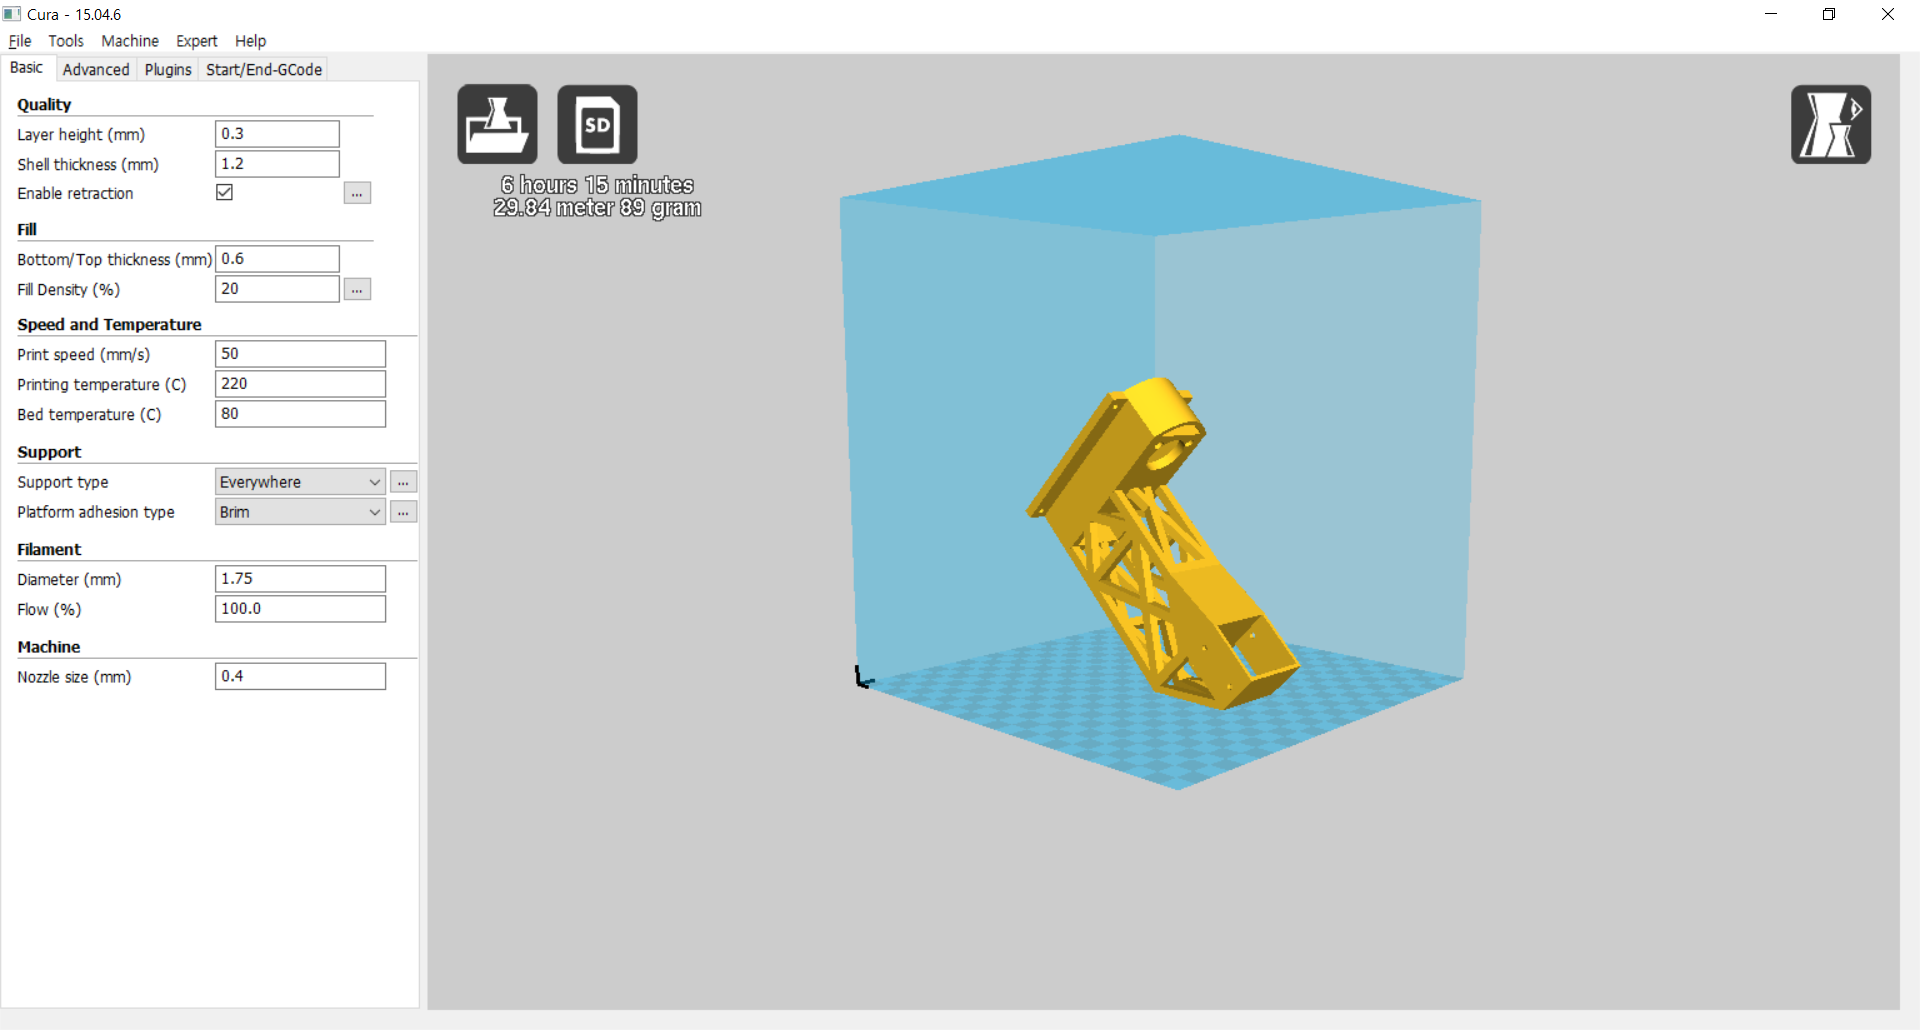 Cura - 15.04.6
File Tools Machine Expert Help
Basic Advanced Plugins Start/End-GCode
Quality
Layer height (mm) 0.3
Shell thickness (mm) 1.2
Enable retraction ...
Fill
Bottom/Top thickness (mm) 0.6
Fill Density (%) 20 ...
Speed and Temperature
Print speed (mm/s) 50
Printing temperature (C) 220
Bed temperature (C) 80
Support
Support type Everywhere ...
Platform adhesion type Brim ...
Filament
Diameter (mm) 1.75
Flow (%) 100.0
Machine
Nozzle size (mm) 0.4
SD
6 hours 15 minutes
29.84 meter 89 gram